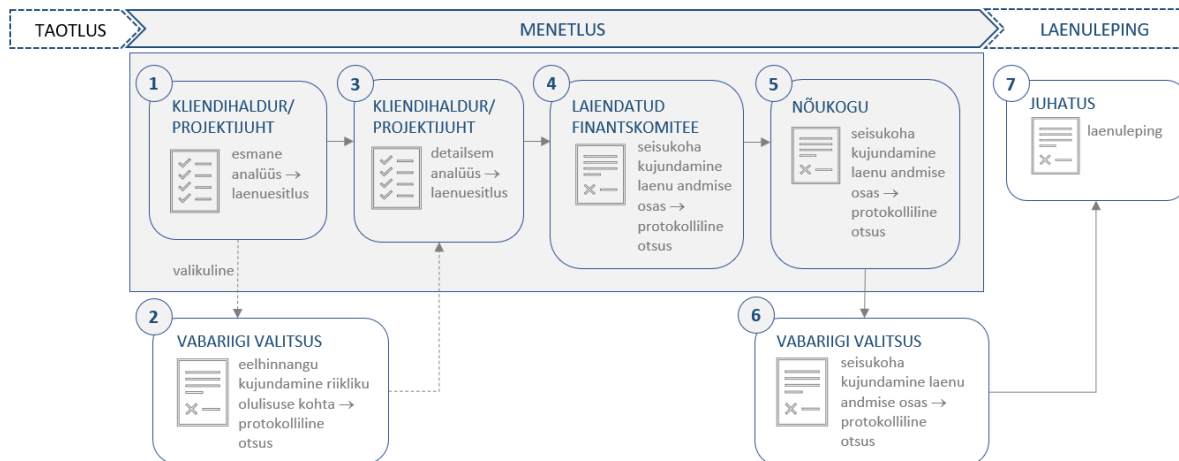 TAOTLUS
MENETLUS
LAENULEPING
1
KLIENDIHALDUR/
PROJEKTIJUHT
esmane
analüüs →
laenuesitlus
3
KLIENDIHALDUR/
PROJEKTIJUHT
detailsem
analüüs →
laenuesitlus
4
LAIENDATUD
FINANTSKOMITEE
seisukoha
kujundamine
laenu andmise
osas →
protokolliline
otsus
5
NÕUKOGU
seisukoha
kujundamine
laenu andmise
osas →
protokolliline
otsus
7
JUHATUS
laenuleping
valikuline
2
VABARIIGI VALITSUS
eelhinnangu
kujundamine riikliku
olulisuse kohta →
protokolliline
otsus
6
VABARIIGI VALITSUS
seisukoha
kujundamine laenu
andmise osas →
protokolliline
otsus